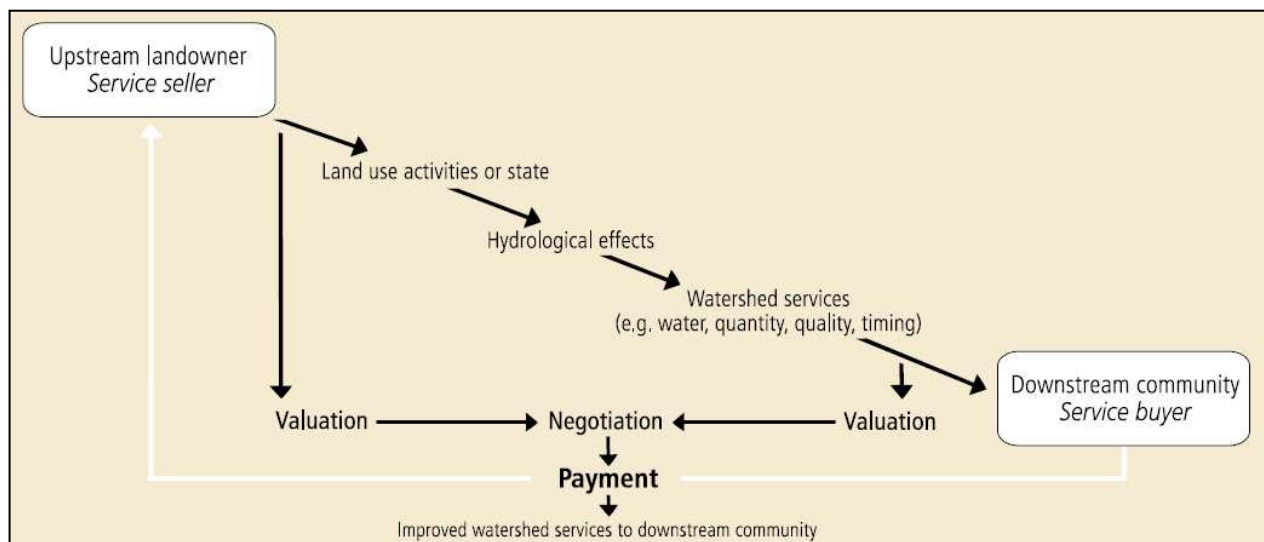 Upstream landowner
Service seller
Land use activities or state
Hydrological effects
Watershed services
(e.g. water, quantity, quality, timing)
Downstream community
Service buyer
Valuation
Negotiation
Valuation
Payment
Improved watershed services to downstream community